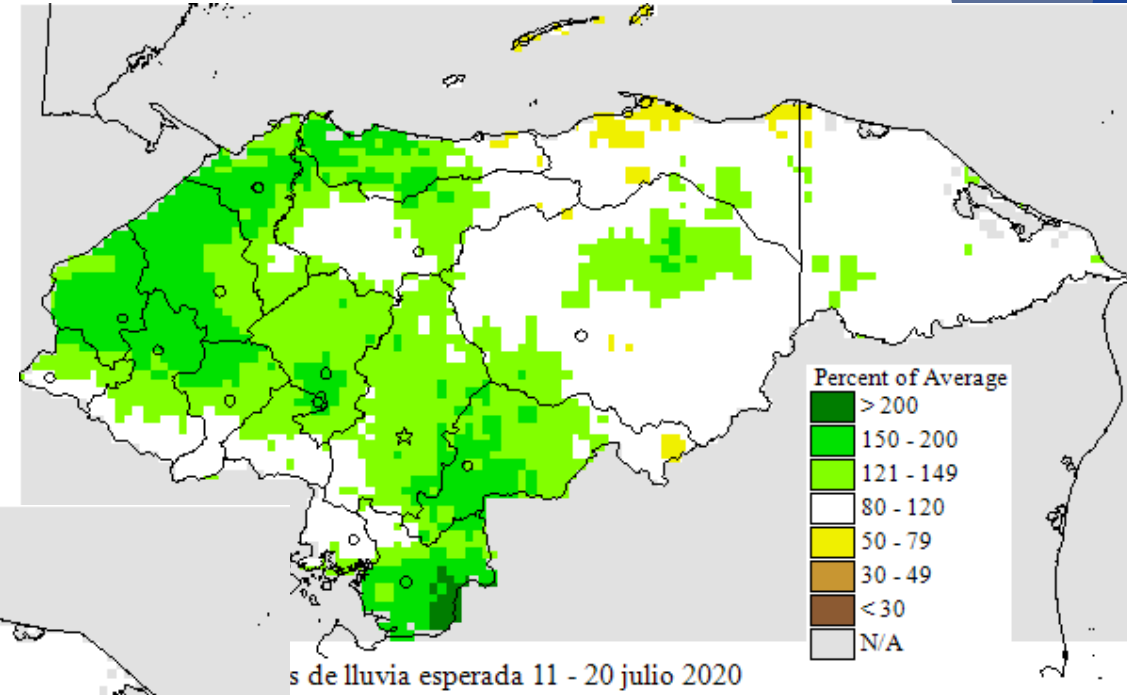 Percent of Average
> 200
150 - 200
121 - 149
80 - 120
50 - 79
30 - 49
< 30
N/A
s de lluvia esperada 11 - 20 julio 2020